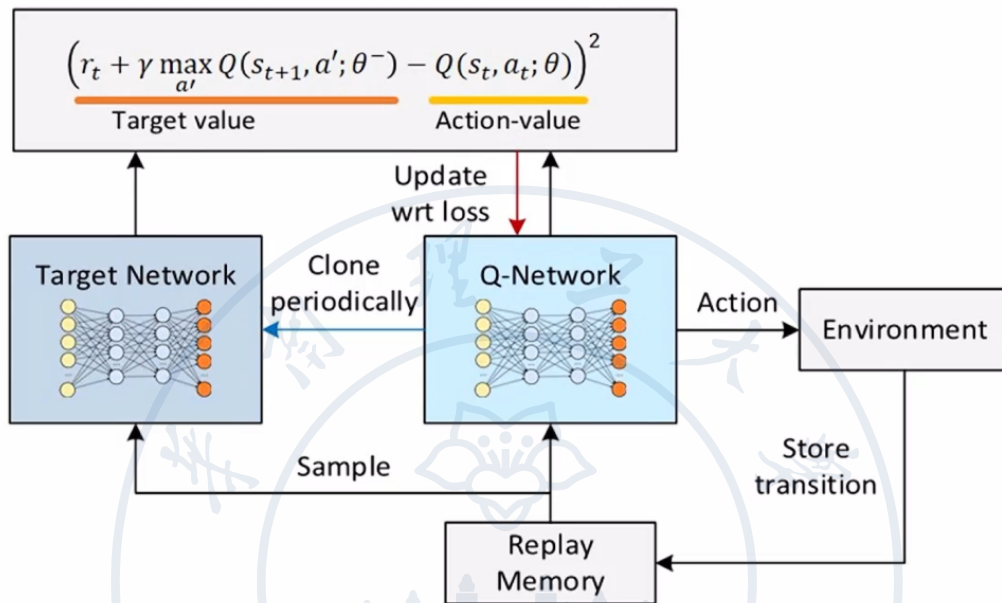 (r_t + γ max_{a'} Q(s_{t+1}, a'; θ^-) - Q(s_t, a_t; θ))^2
Target value Action-value
Update
wrt loss
Target Network
Clone
periodically
Q-Network
Action
Environment
Sample
Store
transition
Replay
Memory